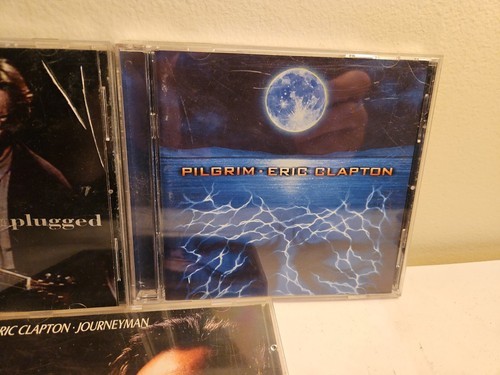 PILGRIM · ERIC CLAPTON
plugged
RIC CLAPTON · JOURNEYMAN